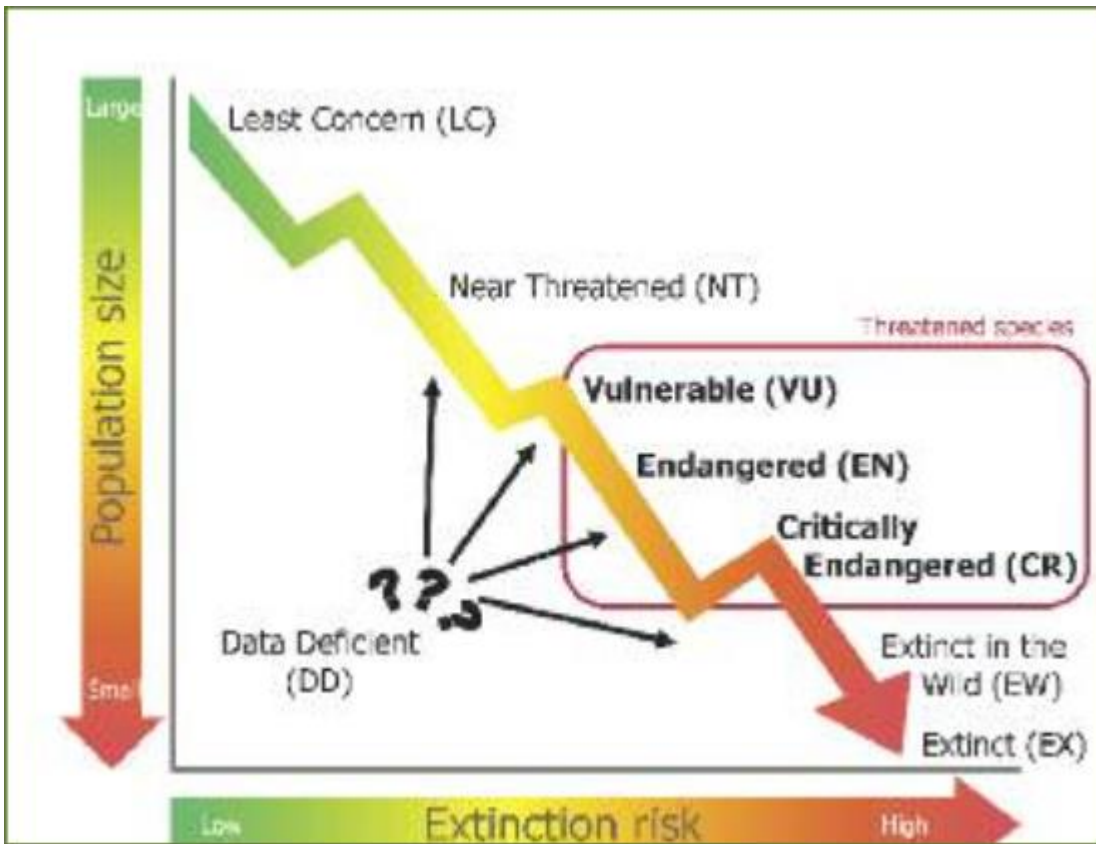 Large
Least Concern (LC)
Population size
Near Threatened (NT)
Threatened species
Vulnerable (VU)
Endangered (EN)
Critically
Endangered (CR)
? ? ?
Data Deficient
(DD)
Extinct in the
Wild (EW)
Small
Extinct (EX)
Low
Extinction risk
High